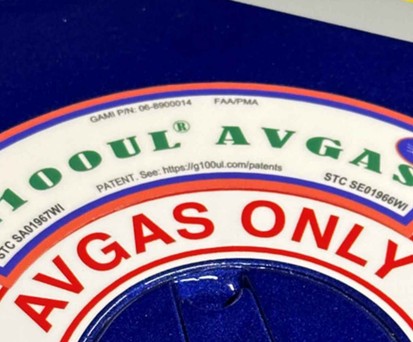 GAMI P/N: 06-8900014 FAA/PMA
100UL® AVGAS
PATENT. See: https://g100ul.com/patents
STC SA01967WI
STC SE01966WI
AVGAS ONLY